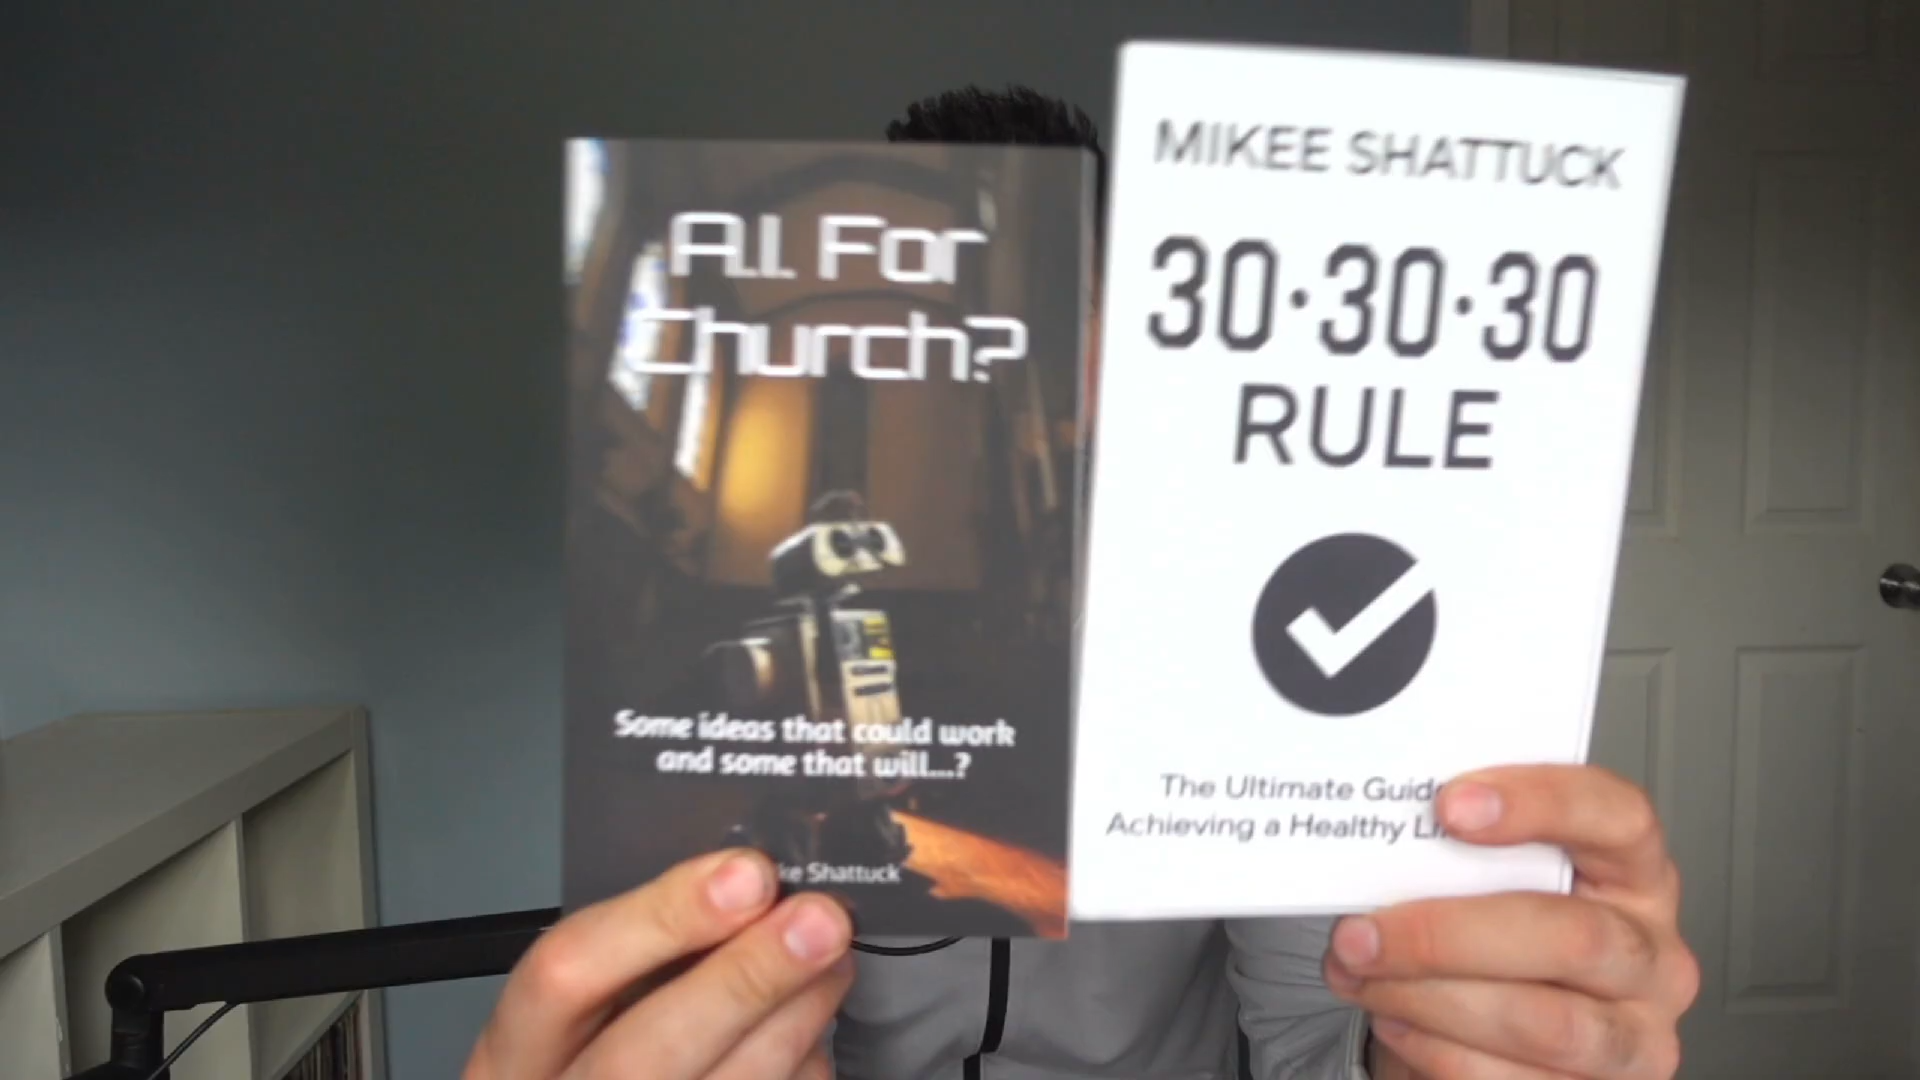 A.I. For
Church?
Some ideas that could work
and some that will...?
Shattuck
MIKEE SHATTUCK
30·30·30
RULE
The Ultimate Guide
Achieving a Healthy